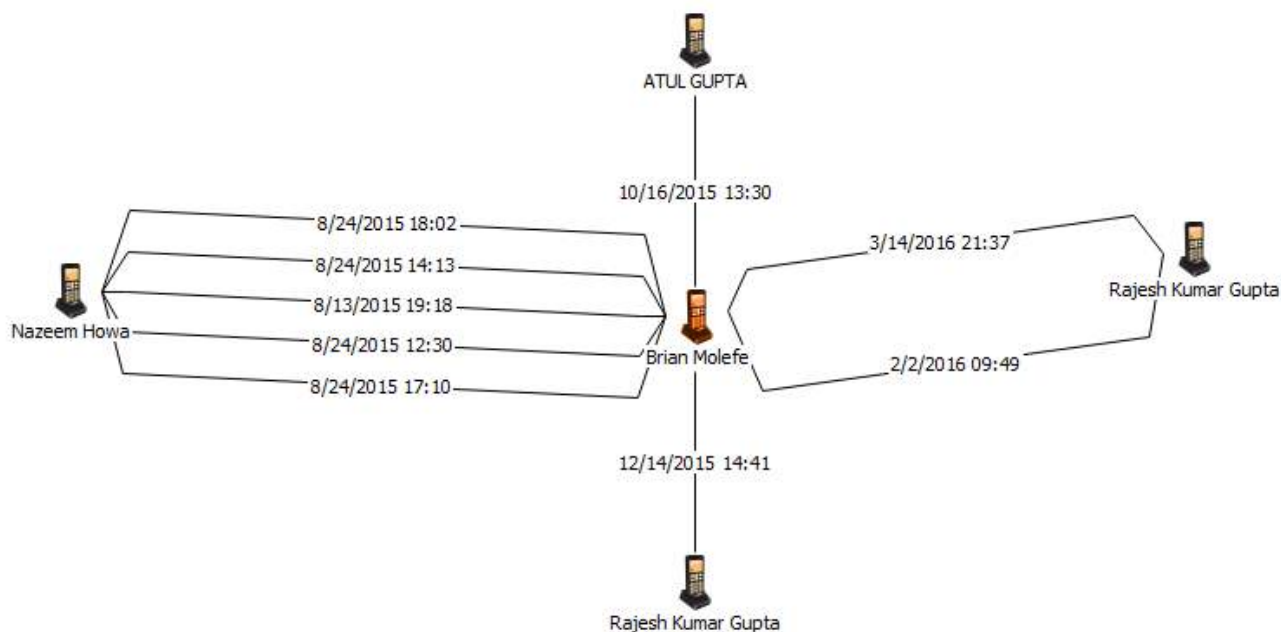 ATUL GUPTA
10/16/2015 13:30
8/24/2015 18:02
3/14/2016 21:37
8/24/2015 14:13
Rajesh Kumar Gupta
8/13/2015 19:18
Nazeem Howa
8/24/2015 12:30
Brian Molefe
2/2/2016 09:49
8/24/2015 17:10
12/14/2015 14:41
Rajesh Kumar Gupta